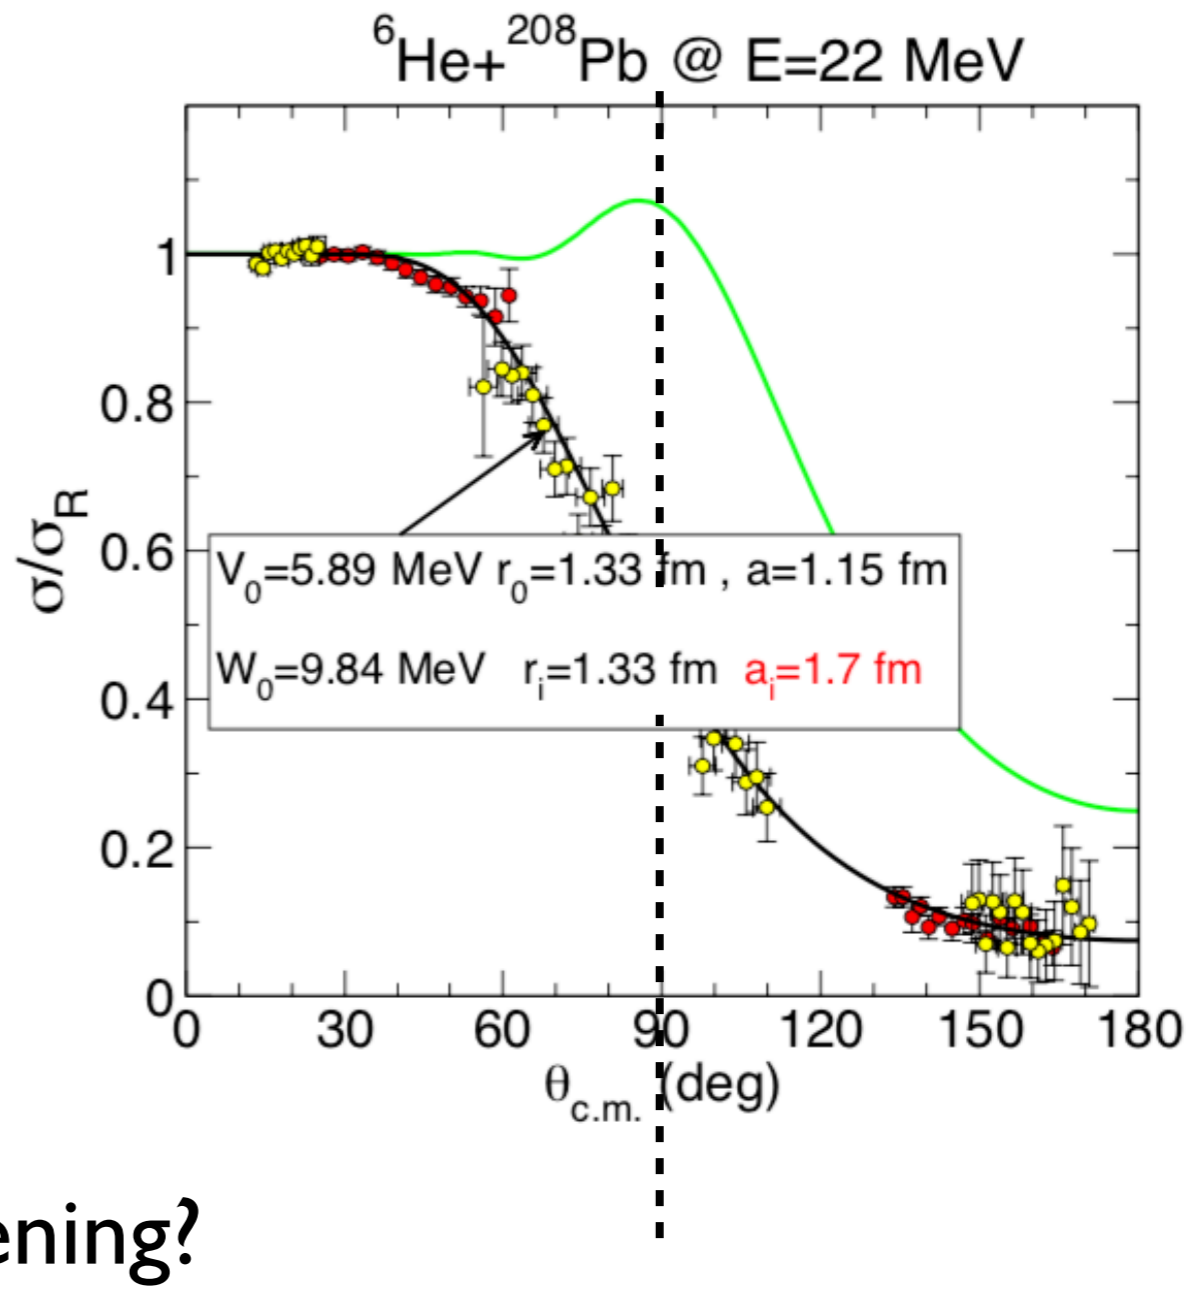 ⁶He+²⁰⁸Pb @ E=22 MeV
1
0.8
0.6
0.4
0.2
0
σ/σ_R
V₀=5.89 MeV r₀=1.33 fm , a=1.15 fm
W₀=9.84 MeV rᵢ=1.33 fm aᵢ=1.7 fm
0 30 60 90 120 150 180
θ_c.m. (deg)
ening?